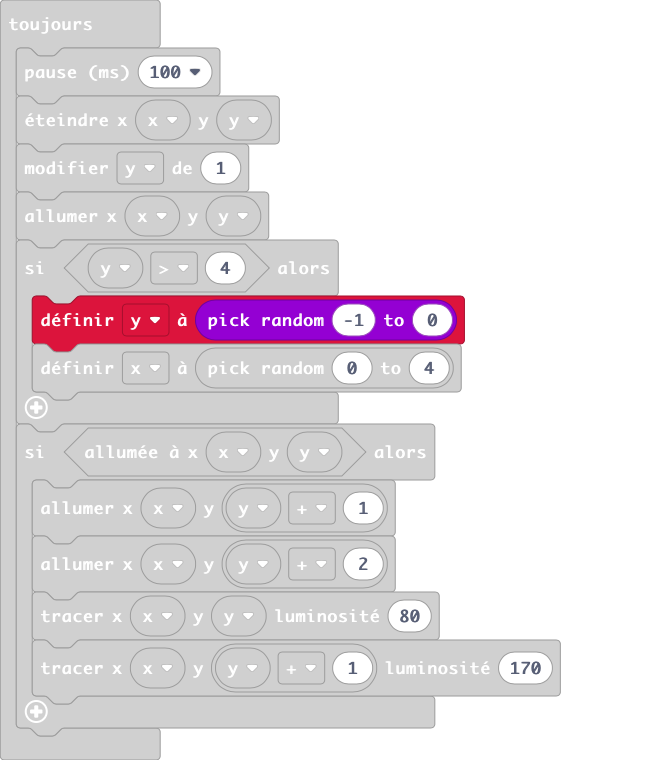 toujours
pause (ms) 100
éteindre x x y y
modifier y de 1
allumer x x y y
si y > 4 alors
définir y à pick random -1 to 0
définir x à pick random 0 to 4
si allumée à x x y y alors
allumer x x y y + 1
allumer x x y y + 2
tracer x x y y luminosité 80
tracer x x y y + 1 luminosité 170